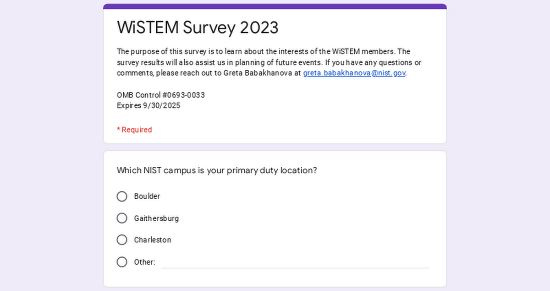 WiSTEM Survey 2023
The purpose of this survey is to learn about the interests of the WiSTEM members. The
survey results will also assist us in planning of future events. If you have any questions or
comments, please reach out to Greta Babakhanova at greta.babakhanova@nist.gov.
OMB Control #0693-0033
Expires 9/30/2025
* Required
Which NIST campus is your primary duty location?
Boulder
Gaithersburg
Charleston
Other: